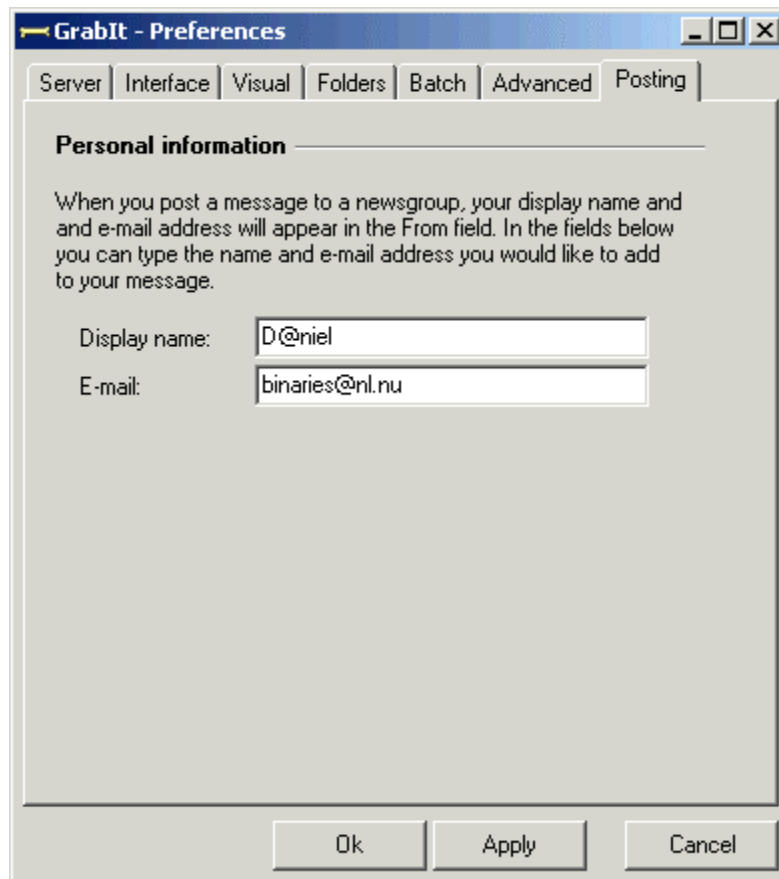 GrabIt - Preferences
Server Interface Visual Folders Batch Advanced Posting
Personal information
When you post a message to a newsgroup, your display name and
and e-mail address will appear in the From field. In the fields below
you can type the name and e-mail address you would like to add
to your message.
Display name: D@niel
E-mail: binaries@nl.nu
Ok Apply Cancel